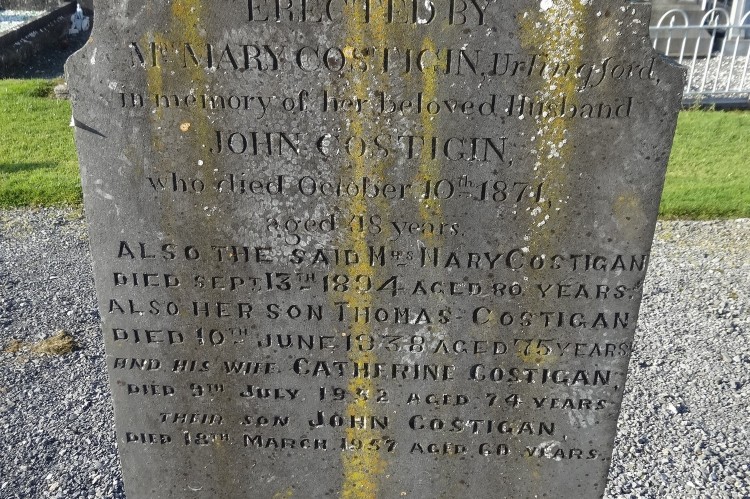 ERECTED BY
Mrs MARY COSTIGIN, Urlingford,
in memory of her beloved Husband
JOHN COSTIGIN,
who died October 10th 1871,
aged 48 years.
ALSO THE SAID Mrs MARY COSTIGAN
DIED SEPT. 13TH 1894 AGED 80 YEARS.
ALSO HER SON THOMAS COSTIGAN
DIED 10TH JUNE 1938 AGED 75 YEARS
AND HIS WIFE CATHERINE COSTIGAN,
DIED 9TH JULY AGED 74 YEARS
THEIR SON JOHN COSTIGAN,
DIED 18TH MARCH 1957 AGED 60 YEARS.